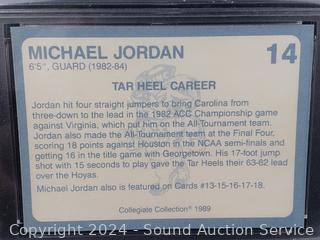 MICHAEL JORDAN
14
6'5", GUARD (1982-84)
TAR HEEL CAREER
Jordan hit four straight jumpers to bring Carolina from
three-down to the lead in the 1982 ACC Championship game
against Virginia, which put him on the All-Tournament team.
Jordan also made the All-Tournament team at the Final Four,
scoring 18 points against Houston in the NCAA semi-finals and
getting 16 in the title game with Georgetown. His 17-foot jump
shot with 15 seconds to play gave the Tar Heels their 63-62 lead
over the Hoyas.
Michael Jordan also is featured on Cards #13-15-16-17-18.
Collegiate Collection® 1989
Copyright 2024 - Sound Auction Service